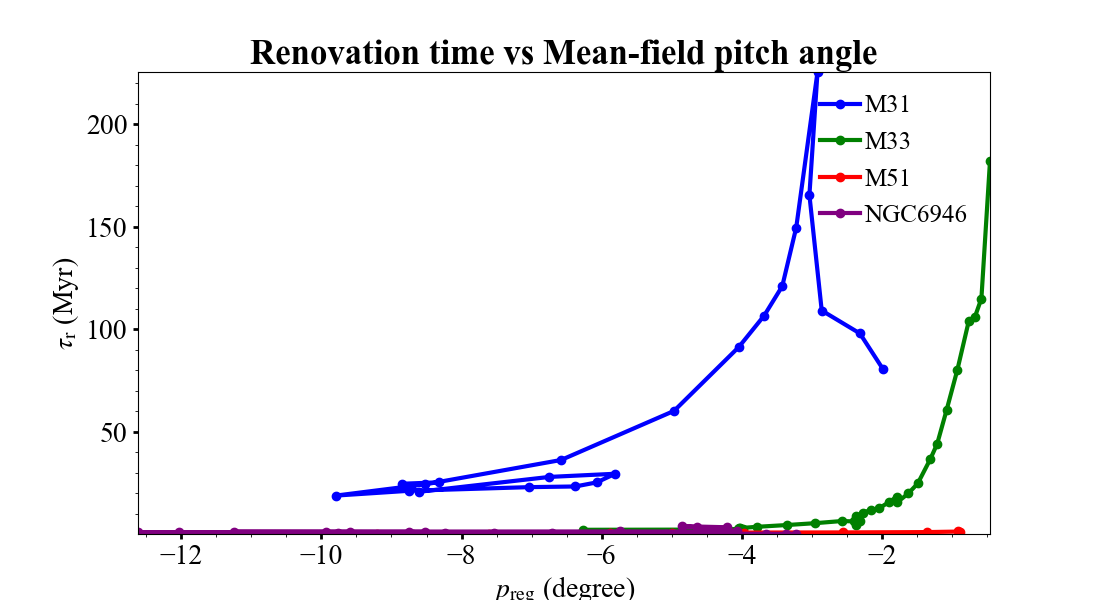 Renovation time vs Mean-field pitch angle
M31
M33
M51
NGC6946
200
150
100
50
τr (Myr)
−12 −10 −8 −6 −4 −2
preg (degree)